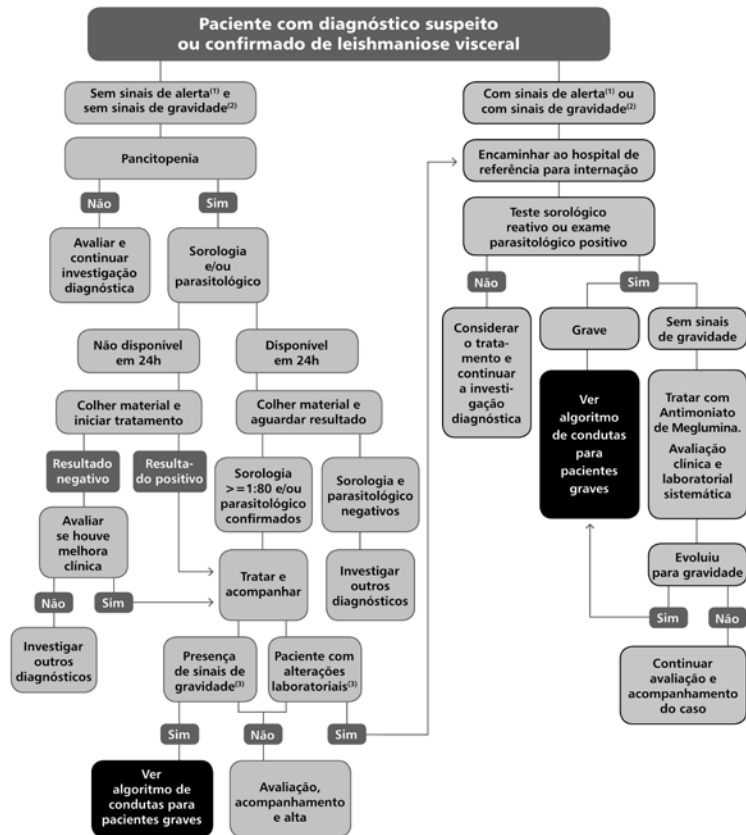 Paciente com diagnóstico suspeito
ou confirmado de leishmaniose visceral
Sem sinais de alerta(1) e
sem sinais de gravidade(2)
Pancitopenia
Não
Sim
Avaliar e
continuar
investigação
diagnóstica
Sorologia
e/ou
parasitológico
Não disponível
em 24h
Disponível
em 24h
Colher material e
iniciar tratamento
Colher material e
aguardar resultado
Resultado
negativo
Resulta-
do positivo
Sorologia
>=1:80 e/ou
parasitológico
confirmados
Sorologia e
parasitológico
negativos
Avaliar
se houve
melhora
clínica
Tratar e
acompanhar
Investigar
outros
diagnósticos
Não
Sim
Investigar
outros
diagnósticos
Presença
de sinais de
gravidade(3)
Paciente com
alterações
laboratoriais(3)
Sim
Não
Sim
Ver
algoritmo de
condutas para
pacientes graves
Avaliação,
acompanhamento
e alta
Com sinais de alerta(1) ou
com sinais de gravidade(2)
Encaminhar ao hospital de
referência para internação
Teste sorológico
reativo ou exame
parasitológico positivo
Não
Sim
Considerar
o trata-
mento e
continuar
a investi-
gação
diagnóstica
Grave
Sem sinais
de gravidade
Ver
algoritmo
de condutas
para
pacientes
graves
Tratar com
Antimoniato
de Meglumina.
Avaliação
clínica e
laboratorial
sistemática
Evoluiu
para gravidade
Sim
Não
Continuar
avaliação e
acompanhamento
do caso